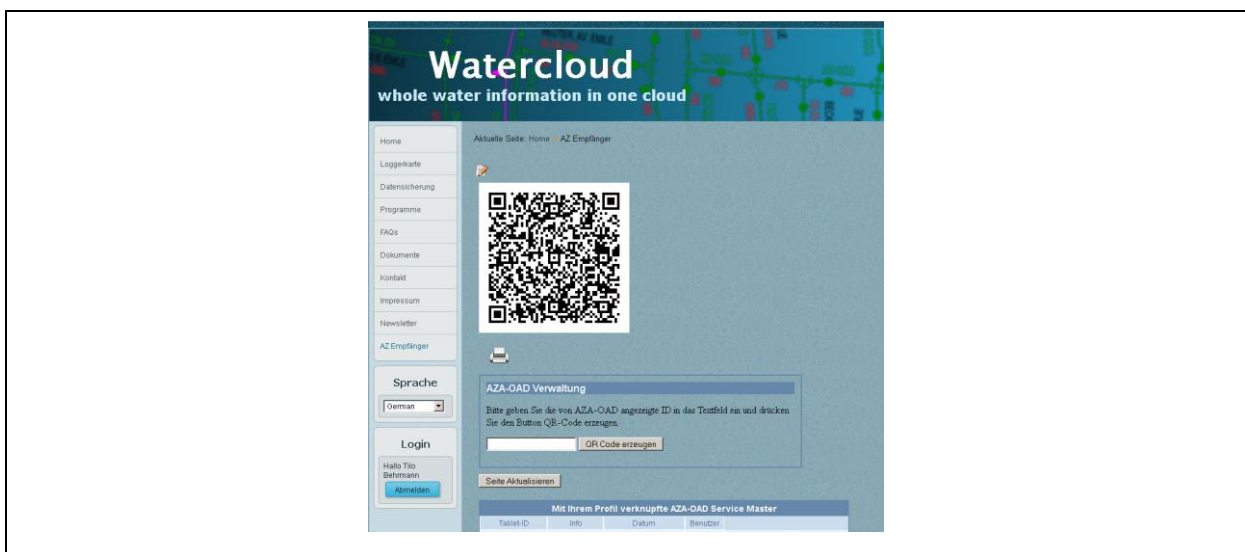 Watercloud
whole water information in one cloud
Home
Loggerkarte
Datensicherung
Programme
FAQs
Dokumente
Kontakt
Impressum
Newsletter
AZ Empfänger
Sprache
German
Login
Hallo Tilo
Behrmann
Abmelden
Aktuelle Seite: Home AZ Empfänger
AZA-OAD Verwaltung
Bitte geben Sie die von AZA-OAD angezeigte ID in das Textfeld ein und drücken
Sie den Button QR-Code erzeugen.
QR Code erzeugen
Seite Aktualisieren
Mit Ihrem Profil verknüpfte AZA-OAD Service Master
Tablet-ID Info Datum Benutzer